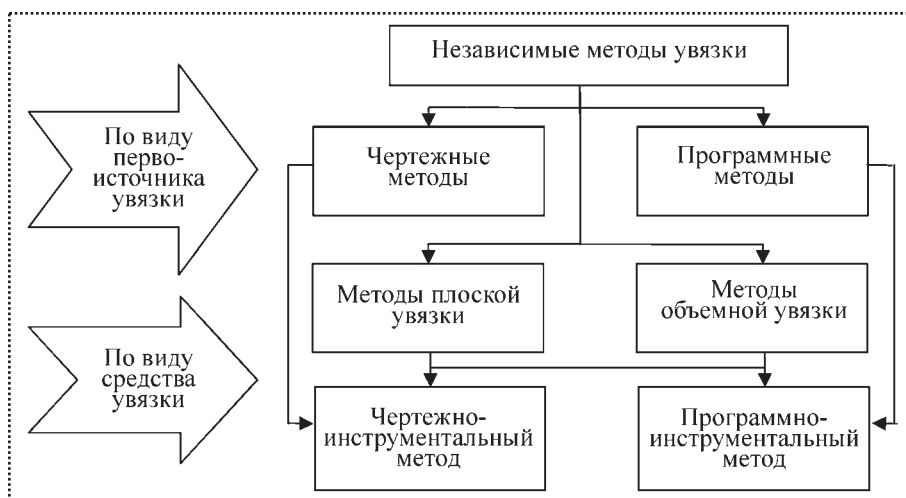 Независимые методы увязки
По виду
перво-
источника
увязки
Чертежные
методы
Программные
методы
Методы плоской
увязки
Методы
объемной увязки
По виду
средства
увязки
Чертежно-
инструментальный
метод
Программно-
инструментальный
метод